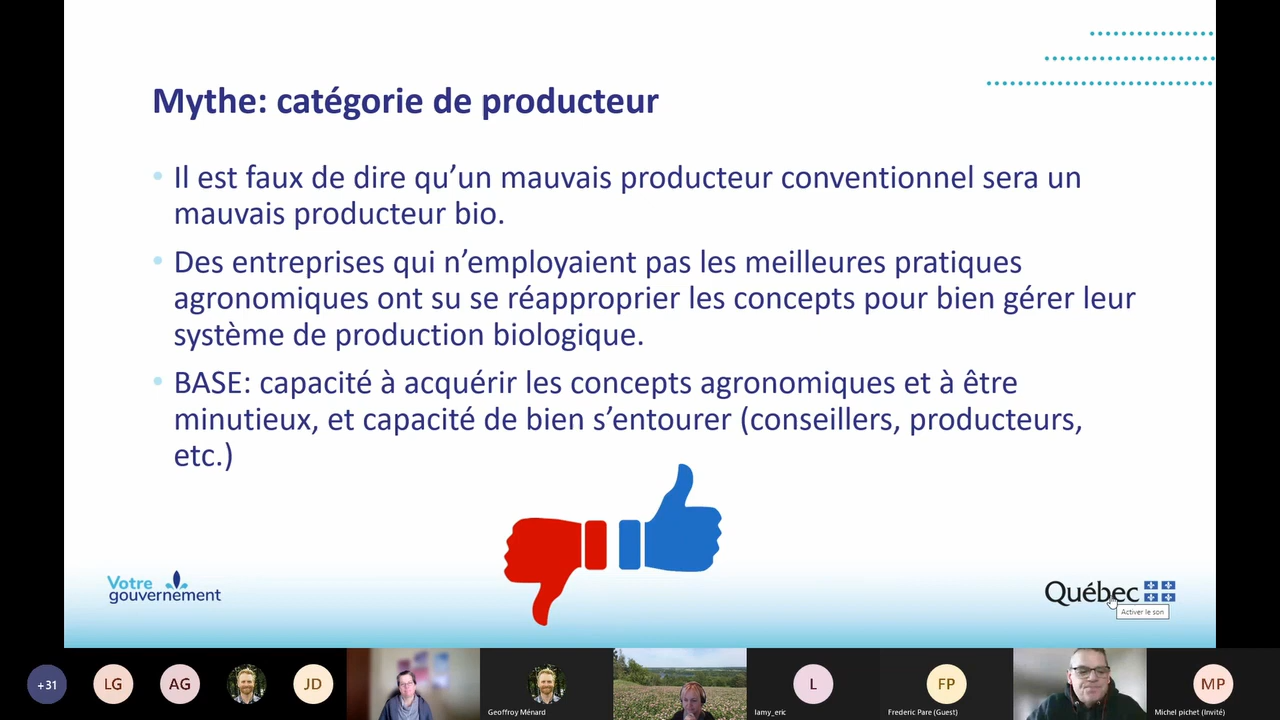 Mythe: catégorie de producteur
• Il est faux de dire qu’un mauvais producteur conventionnel sera un
mauvais producteur bio.
• Des entreprises qui n’employaient pas les meilleures pratiques
agronomiques ont su se réapproprier les concepts pour bien gérer leur
système de production biologique.
• BASE: capacité à acquérir les concepts agronomiques et à être
minutieux, et capacité de bien s’entourer (conseillers, producteurs,
etc.)
Votre
gouvernement
Québec
Activer le son
+31
LG
AG
JD
Geoffroy Ménard
L
lamy_eric
FP
Frederic Pare (Guest)
MP
Michel pichet (Invité)